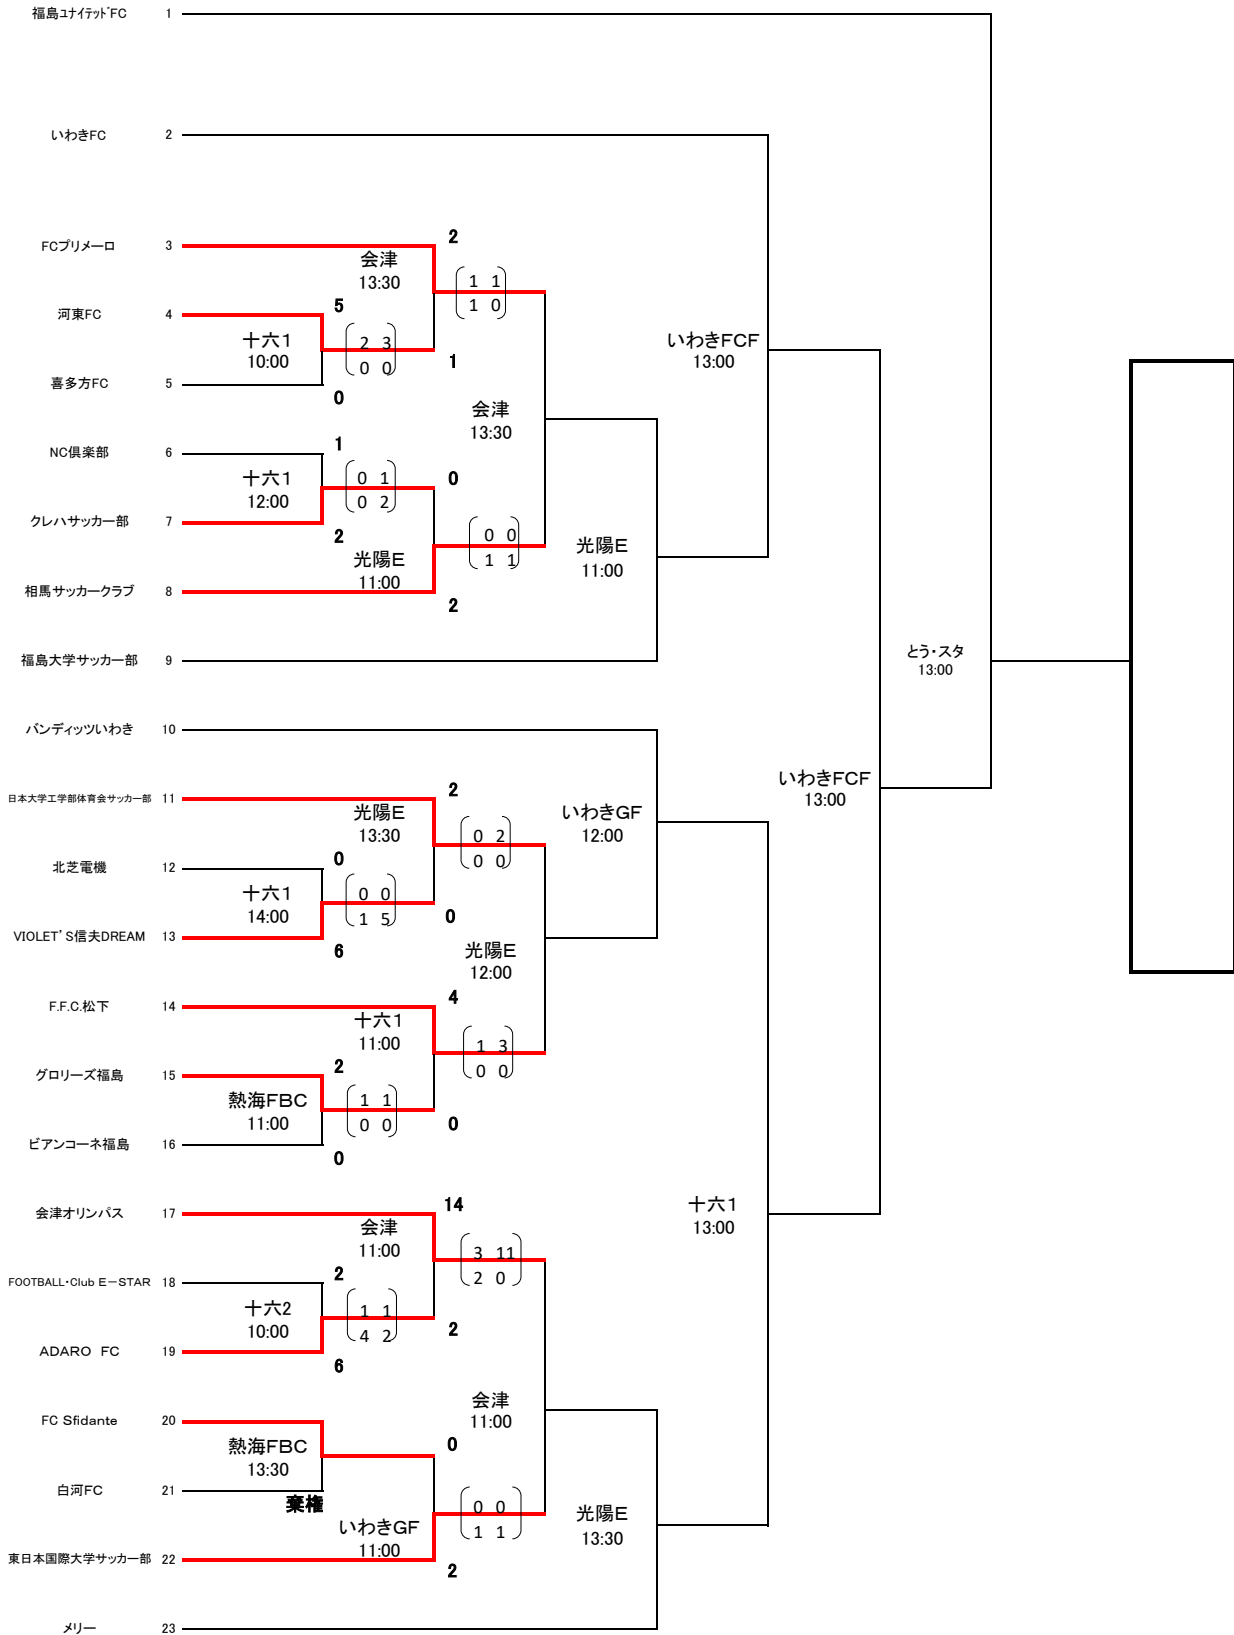 福島ユナイテッドFC 1
いわきFC 2
FCプリメーロ 3
2
会津
13:30
1 1
1 0
河東FC 4
5
十六1
10:00
2 3
0 0
1
いわきFCF
13:00
喜多方FC 5
0
会津
13:30
NC倶楽部 6
1
十六1
12:00
0 1
0 2
0
クレハサッカー部 7
2
光陽E
11:00
0 0
1 1
光陽E
11:00
相馬サッカークラブ 8
2
福島大学サッカー部 9
とう・スタ
13:00
バンディッツいわき 10
日本大学工学部体育会サッカー部 11
2
光陽E
13:30
0 2
0 0
いわきGF
12:00
いわきFCF
13:00
北芝電機 12
0
十六1
14:00
0 0
1 5
0
VIOLET'S信夫DREAM 13
6
光陽E
12:00
F.F.C.松下 14
4
十六1
11:00
1 3
0 0
グロリーズ福島 15
2
熱海FBC
11:00
1 1
0 0
0
ビアンコーネ福島 16
0
会津オリンパス 17
14
会津
11:00
3 11
2 0
十六1
13:00
FOOTBALL・Club E－STAR 18
2
十六2
10:00
1 1
4 2
2
ADARO FC 19
6
会津
11:00
FC Sfidante 20
0
熱海FBC
13:30
白河FC 21
棄権
いわきGF
11:00
0 0
1 1
光陽E
13:30
東日本国際大学サッカー部 22
2
メリー 23